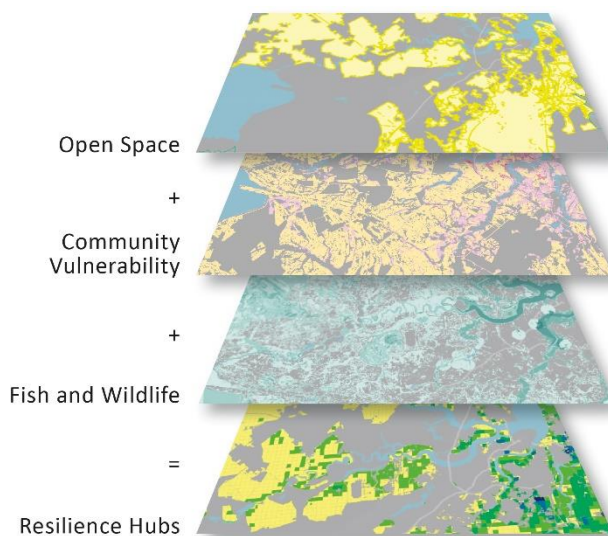 Open Space
+
Community
Vulnerability
+
Fish and Wildlife
=
Resilience Hubs